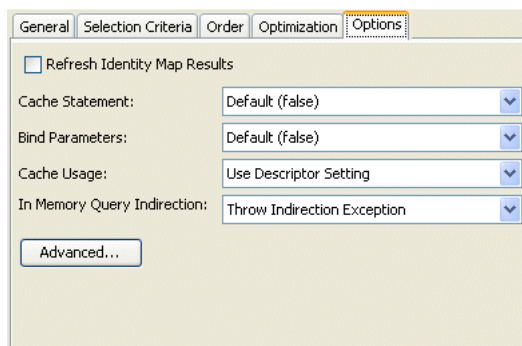 General Selection Criteria Order Optimization Options
Refresh Identity Map Results
Cache Statement: Default (false)
Bind Parameters: Default (false)
Cache Usage: Use Descriptor Setting
In Memory Query Indirection: Throw Indirection Exception
Advanced...